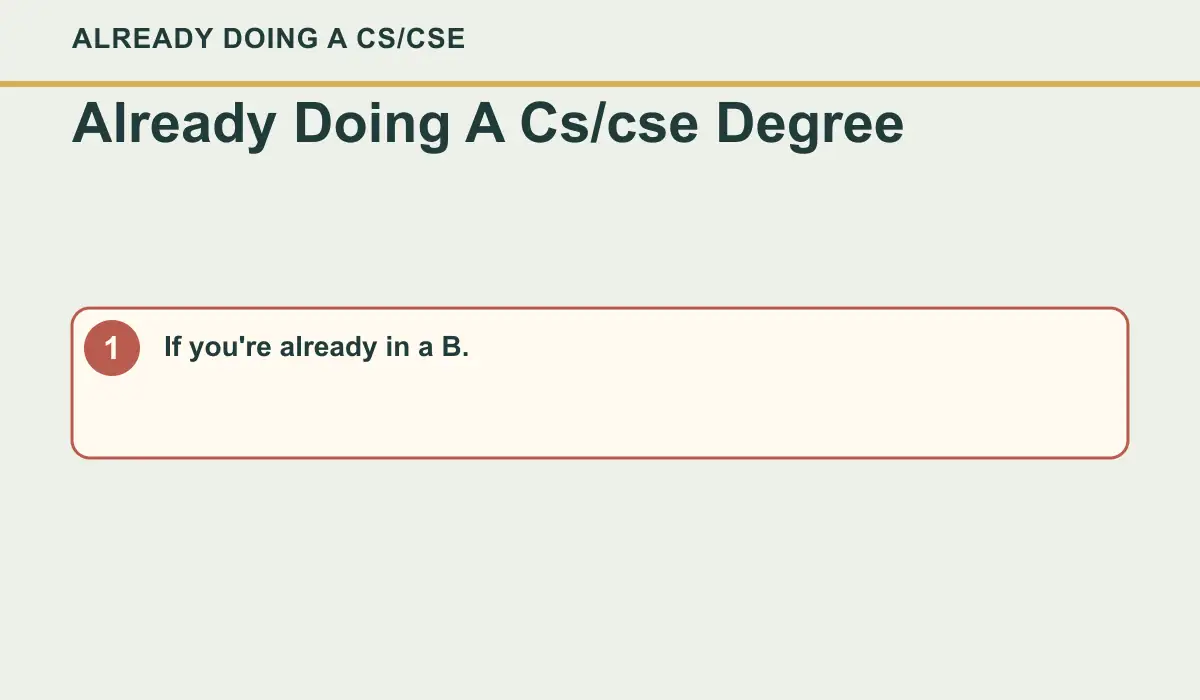 ALREADY DOING A CS/CSE
Already Doing A Cs/cse Degree
1
If you're already in a B.